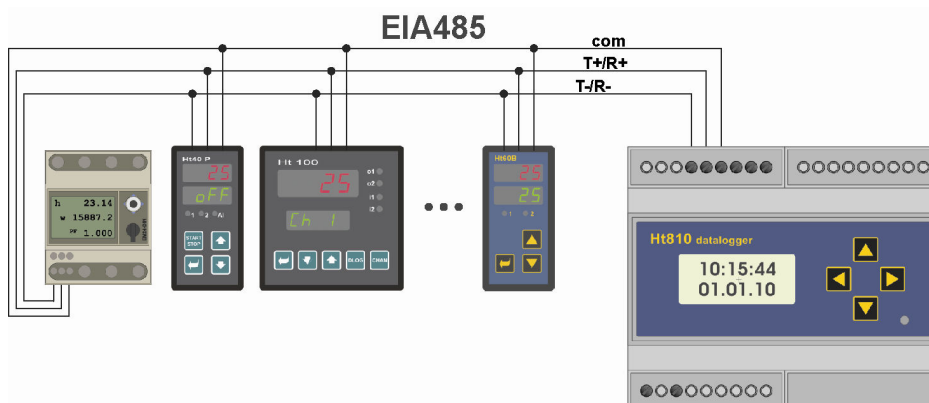 EIA485
com
T+/R+
T-/R-
h 23.14
w 15887.2
PF 1.000
Ht40 P
25
oFF
1 2 Al
START
STOP
Ht 100
25
o1
o2
i1
i2
Ch 1
BLOG CHAN
Ht60B
25
25
1 2
Ht810 datalogger
10:15:44
01.01.10